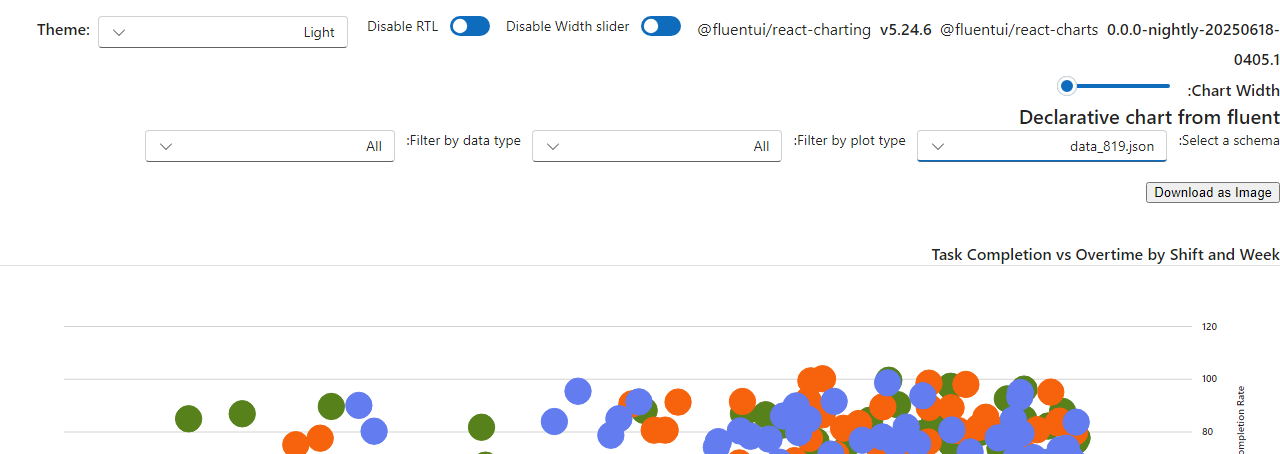 Theme: Light Disable RTL Disable Width slider @fluentui/react-charting v5.24.6 @fluentui/react-charts 0.0.0-nightly-20250618-
0405.1
:Chart Width
Declarative chart from fluent
:Select a schema data_819.json :Filter by plot type All :Filter by data type All
Download as Image
Task Completion vs Overtime by Shift and Week
120
100
80